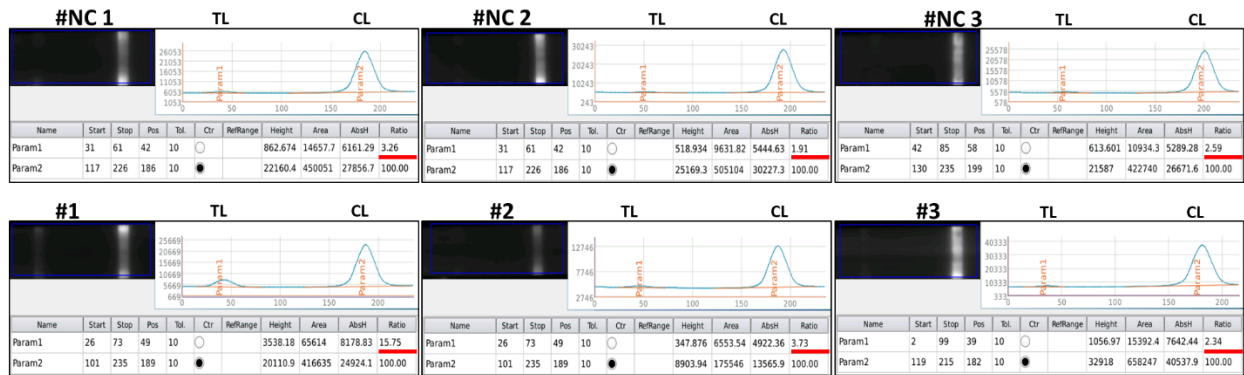 #NC 1 TL CL
26053
21053
16053
11053
6053
1053
Param1 Param2
0 50 100 150 200
Name Start Stop Pos Tol. Ctr RefRange Height Area AbsH Ratio
Param1 31 61 42 10 862.674 14657.7 6161.29 3.26
Param2 117 226 186 10 22160.4 450051 27856.7 100.00
#NC 2 TL CL
30243
20243
10243
243
Param1 Param2
0 50 100 150 200
Name Start Stop Pos Tol. Ctr RefRange Height Area AbsH Ratio
Param1 31 61 42 10 518.934 9631.82 5444.63 1.91
Param2 117 226 186 10 25169.3 505104 30227.3 100.00
#NC 3 TL CL
25578
20578
15578
10578
5578
578
Param1 Param2
0 50 100 150 200
Name Start Stop Pos Tol. Ctr RefRange Height Area AbsH Ratio
Param1 42 85 58 10 613.601 10934.3 5289.28 2.59
Param2 130 235 199 10 21587 422740 26671.6 100.00
#1 TL CL
25669
20669
15669
10669
5669
669
Param1 Param2
0 50 100 150 200
Name Start Stop Pos Tol. Ctr RefRange Height Area AbsH Ratio
Param1 26 73 49 10 3538.18 65614 8178.83 15.75
Param2 101 235 189 10 20110.9 416635 24924.1 100.00
#2 TL CL
12746
7746
2746
Param1 Param2
0 50 100 150 200
Name Start Stop Pos Tol. Ctr RefRange Height Area AbsH Ratio
Param1 26 73 49 10 347.876 6553.54 4922.36 3.73
Param2 101 235 189 10 8903.94 175546 13565.9 100.00
#3 TL CL
40333
30333
20333
10333
333
Param1 Param2
0 50 100 150 200
Name Start Stop Pos Tol. Ctr RefRange Height Area AbsH Ratio
Param1 2 99 39 10 1056.97 15392.4 7642.44 2.34
Param2 119 215 182 10 32918 658247 40537.9 100.00